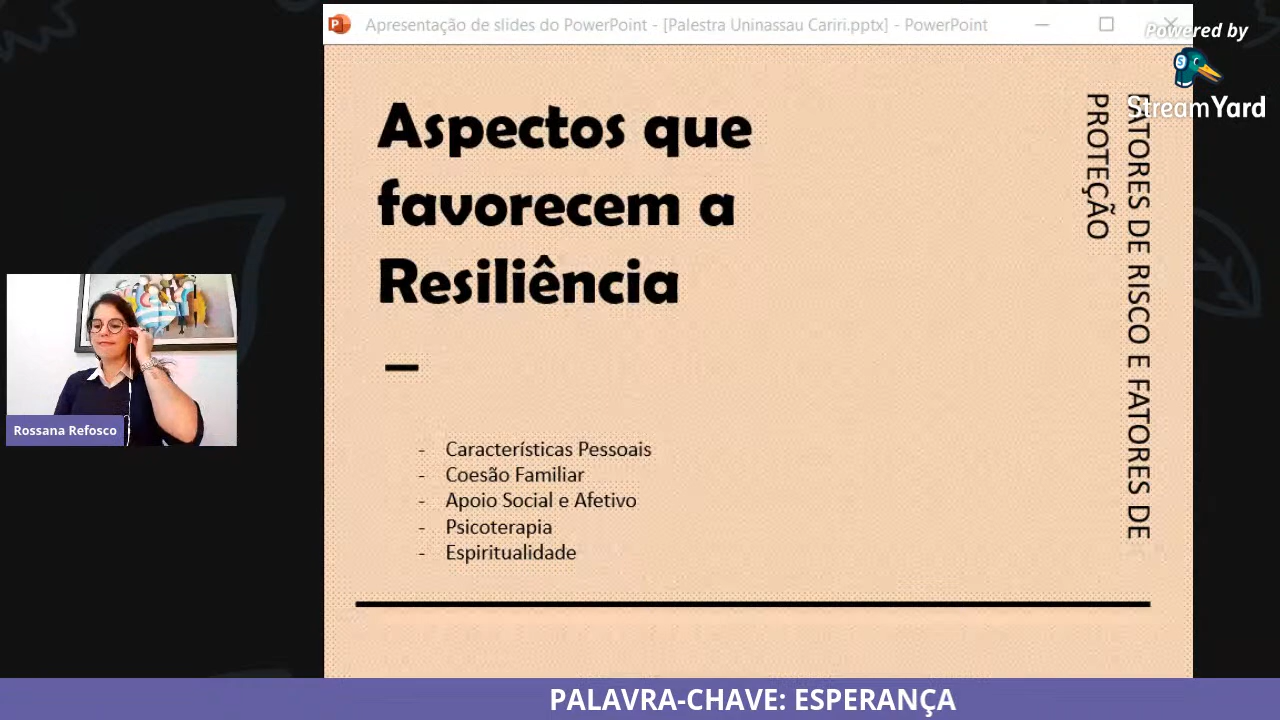 Apresentação de slides do PowerPoint - [Palestra Uninassau Cariri.pptx] - PowerPoint
Powered by
StreamYard
Aspectos que
favorecem a
Resiliência
FATORES DE RISCO E FATORES DE
PROTEÇÃO
- Características Pessoais
- Coesão Familiar
- Apoio Social e Afetivo
- Psicoterapia
- Espiritualidade
Rossana Refosco
PALAVRA-CHAVE: ESPERANÇA